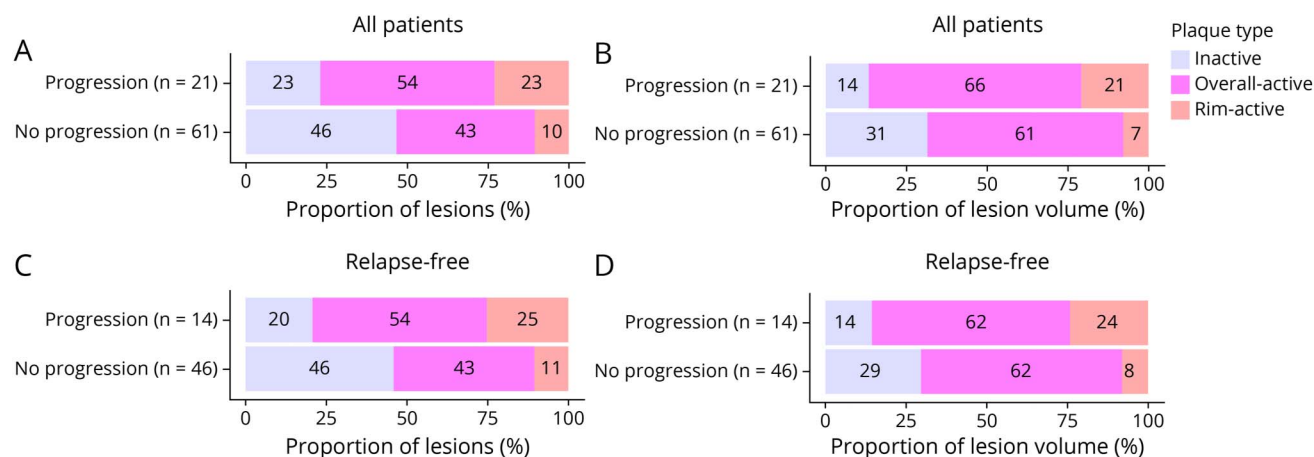 All patients
A
Progression (n = 21)
23 54 23
No progression (n = 61)
46 43 10
0 25 50 75 100
Proportion of lesions (%)
All patients
B
Progression (n = 21)
14 66 21
No progression (n = 61)
31 61 7
0 25 50 75 100
Proportion of lesion volume (%)
Plaque type
Inactive
Overall-active
Rim-active
Relapse-free
C
Progression (n = 14)
20 54 25
No progression (n = 46)
46 43 11
0 25 50 75 100
Proportion of lesions (%)
Relapse-free
D
Progression (n = 14)
14 62 24
No progression (n = 46)
29 62 8
0 25 50 75 100
Proportion of lesion volume (%)